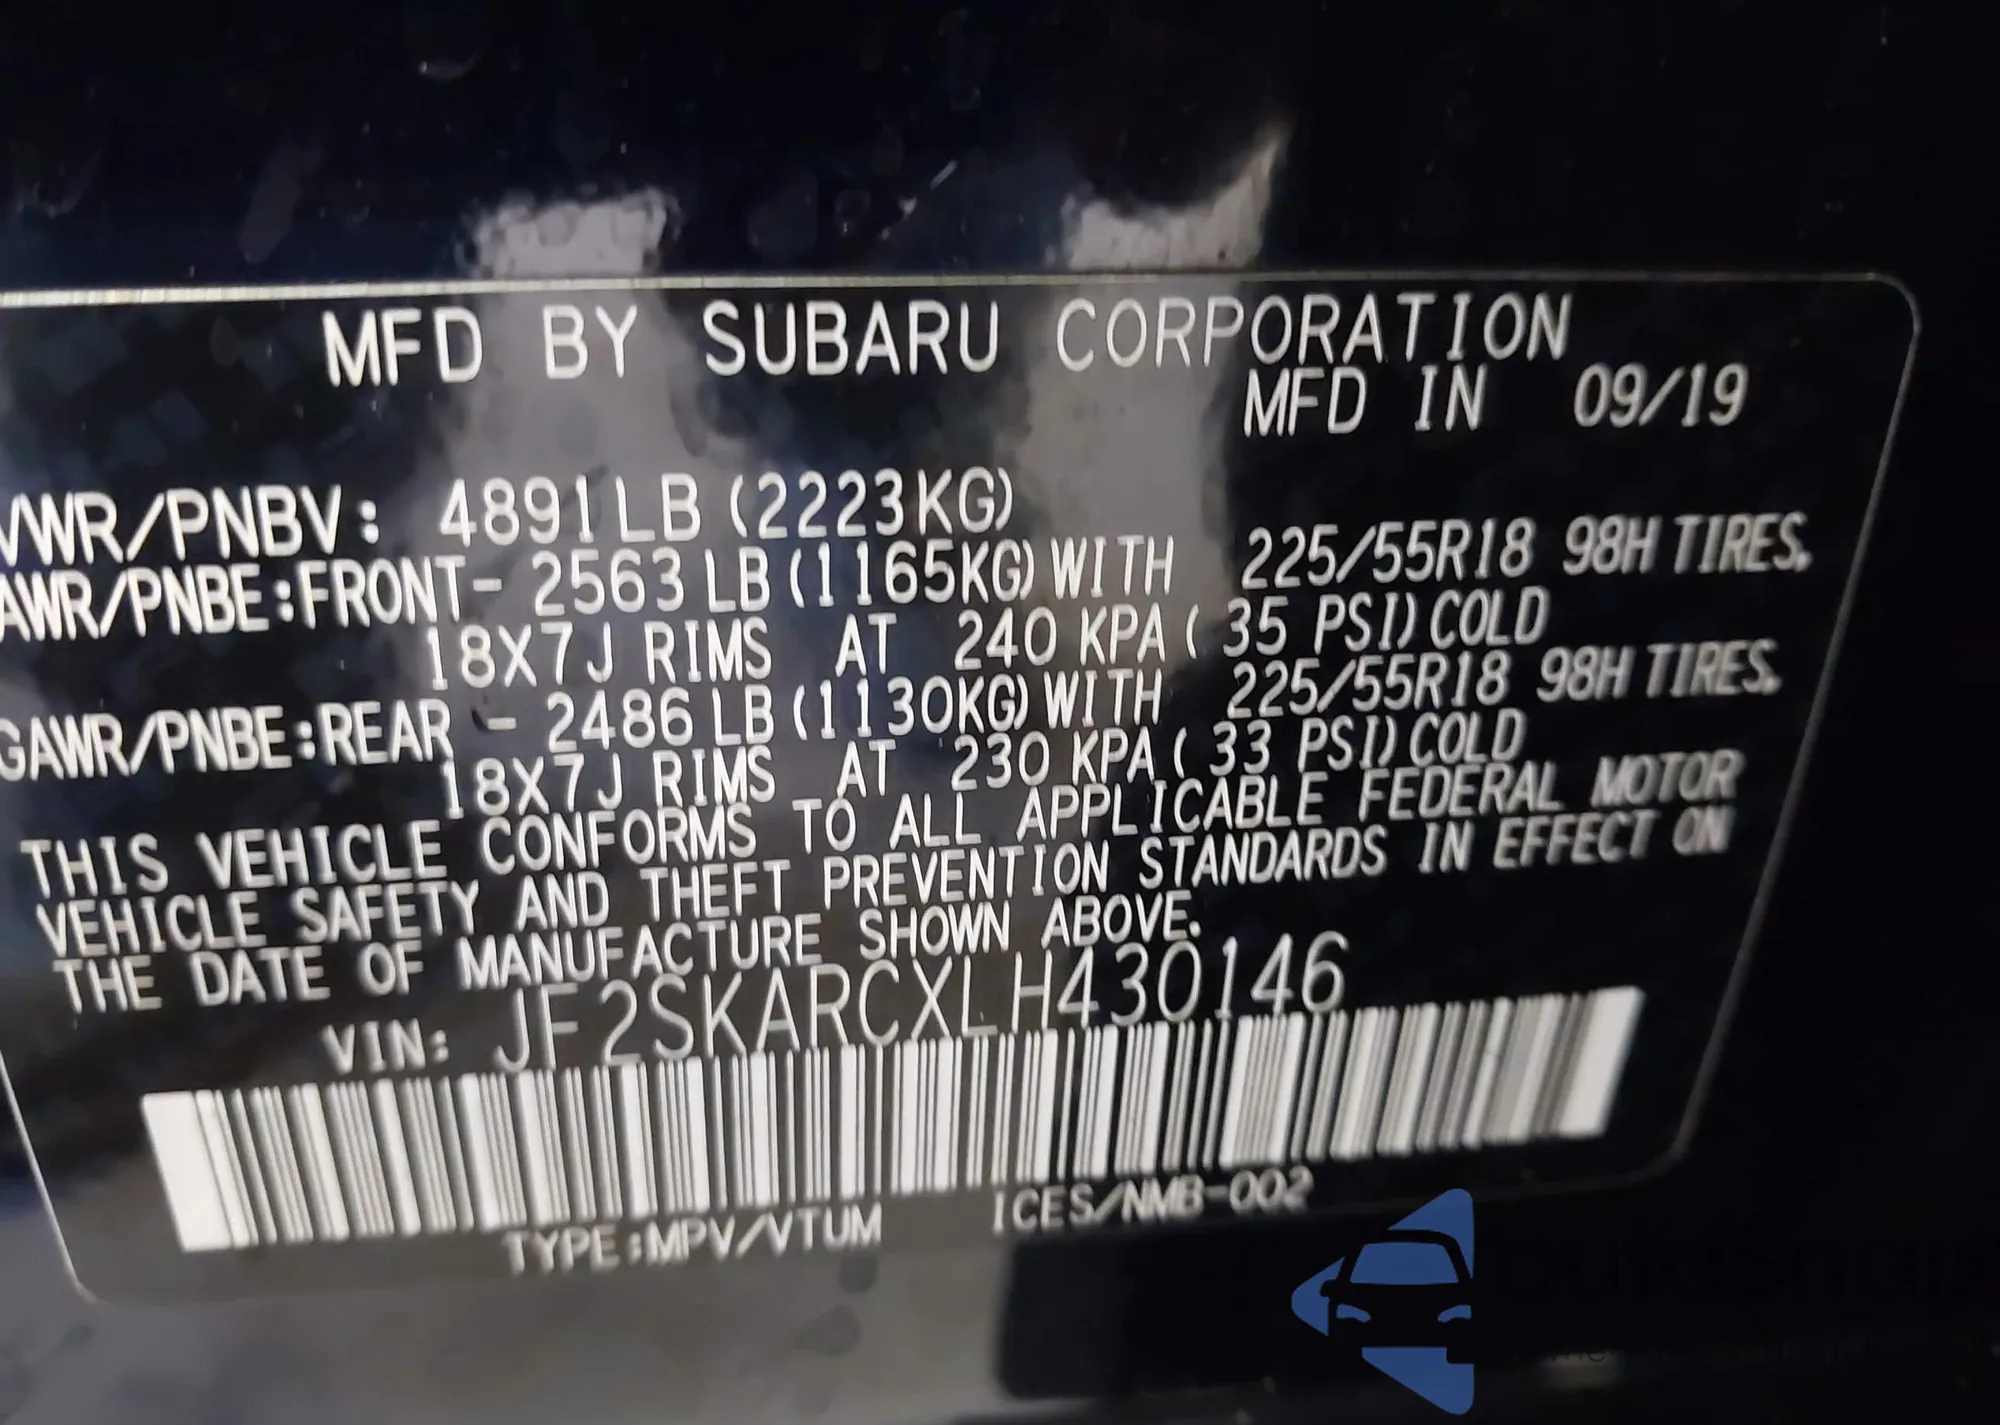 MFD BY SUBARU CORPORATION
MFD IN 09/19
VWR/PNBV: 4891LB (2223KG)
AWR/PNBE:FRONT- 2563 LB (1165KG) WITH 225/55R18 98H TIRES,
18X7J RIMS AT 240 KPA ( 35 PSI) COLD
GAWR/PNBE:REAR - 2486 LB (1130KG) WITH 225/55R18 98H TIRES,
18X7J RIMS AT 230 KPA ( 33 PSI) COLD
THIS VEHICLE CONFORMS TO ALL APPLICABLE FEDERAL MOTOR
VEHICLE SAFETY AND THEFT PREVENTION STANDARDS IN EFFECT ON
THE DATE OF MANUFACTURE SHOWN ABOVE.
VIN: JF2SKARCXLH430146
TYPE:MPV/VTUM ICES/NMB-002